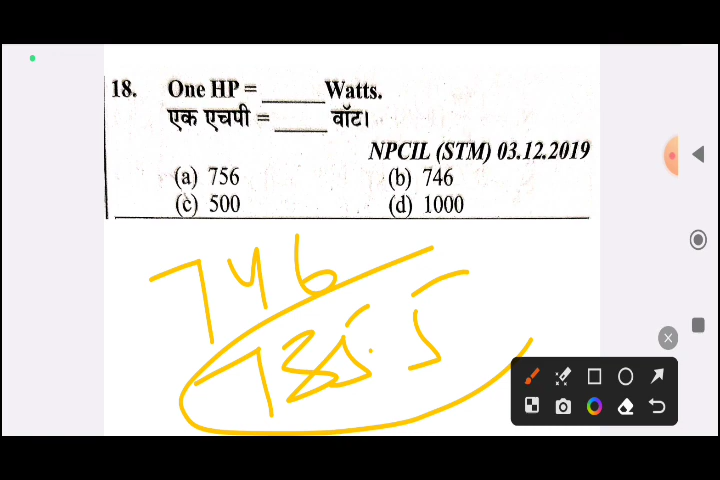 18. One HP = ______ Watts.
एक एचपी = ______ वॉट।
NPCIL (STM) 03.12.2019
(a) 756 (b) 746
(c) 500 (d) 1000
746
735.5